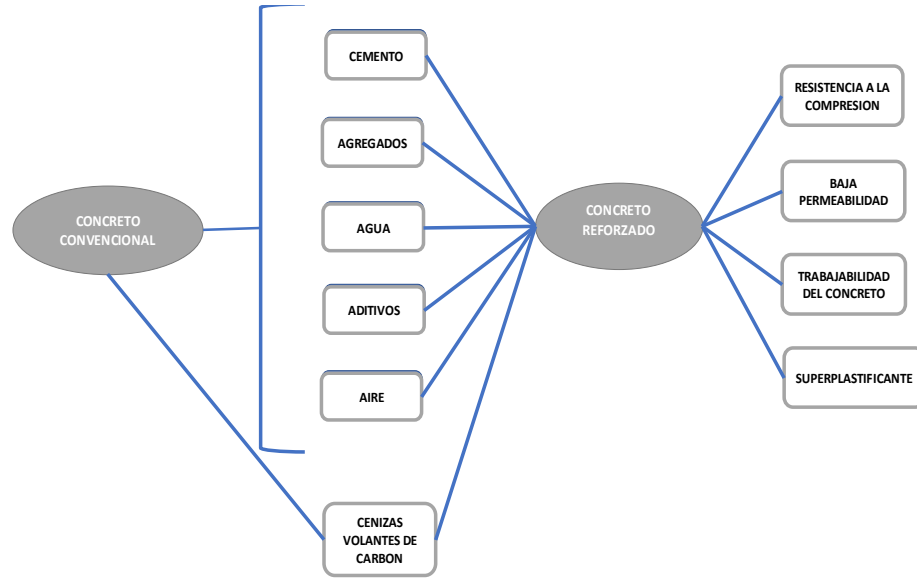 CONCRETO
CONVENCIONAL
CEMENTO
AGREGADOS
AGUA
ADITIVOS
AIRE
CENIZAS
VOLANTES DE
CARBON
CONCRETO
REFORZADO
RESISTENCIA A LA
COMPRESION
BAJA
PERMEABILIDAD
TRABAJABILIDAD
DEL CONCRETO
SUPERPLASTIFICANTE